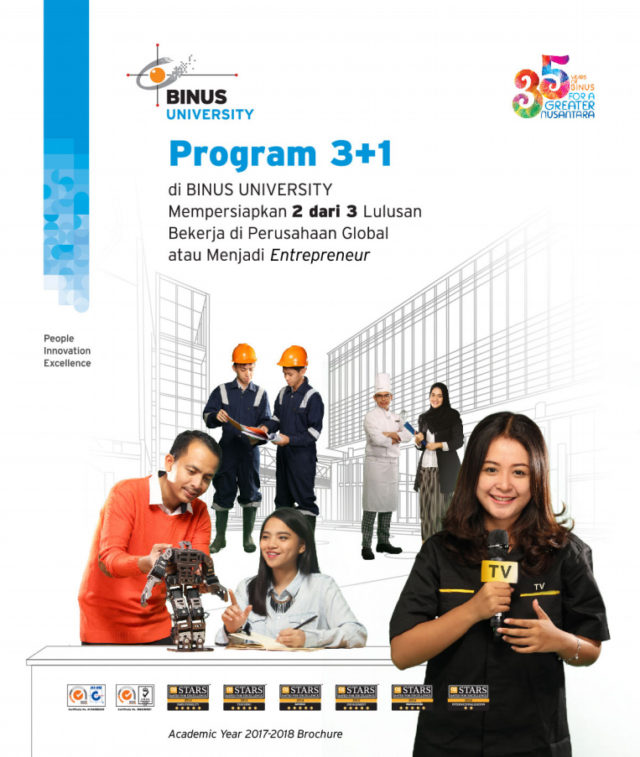 BINUS
UNIVERSITY
35
YEARS
OF
BINUS
FOR A
GREATER
NUSANTARA
Program 3+1
di BINUS UNIVERSITY
Mempersiapkan 2 dari 3 Lulusan
Bekerja di Perusahaan Global
atau Menjadi Entrepreneur
People
Innovation
Excellence
TV
TV
STARS
STARS
STARS
STARS
STARS
STARS
Academic Year 2017-2018 Brochure